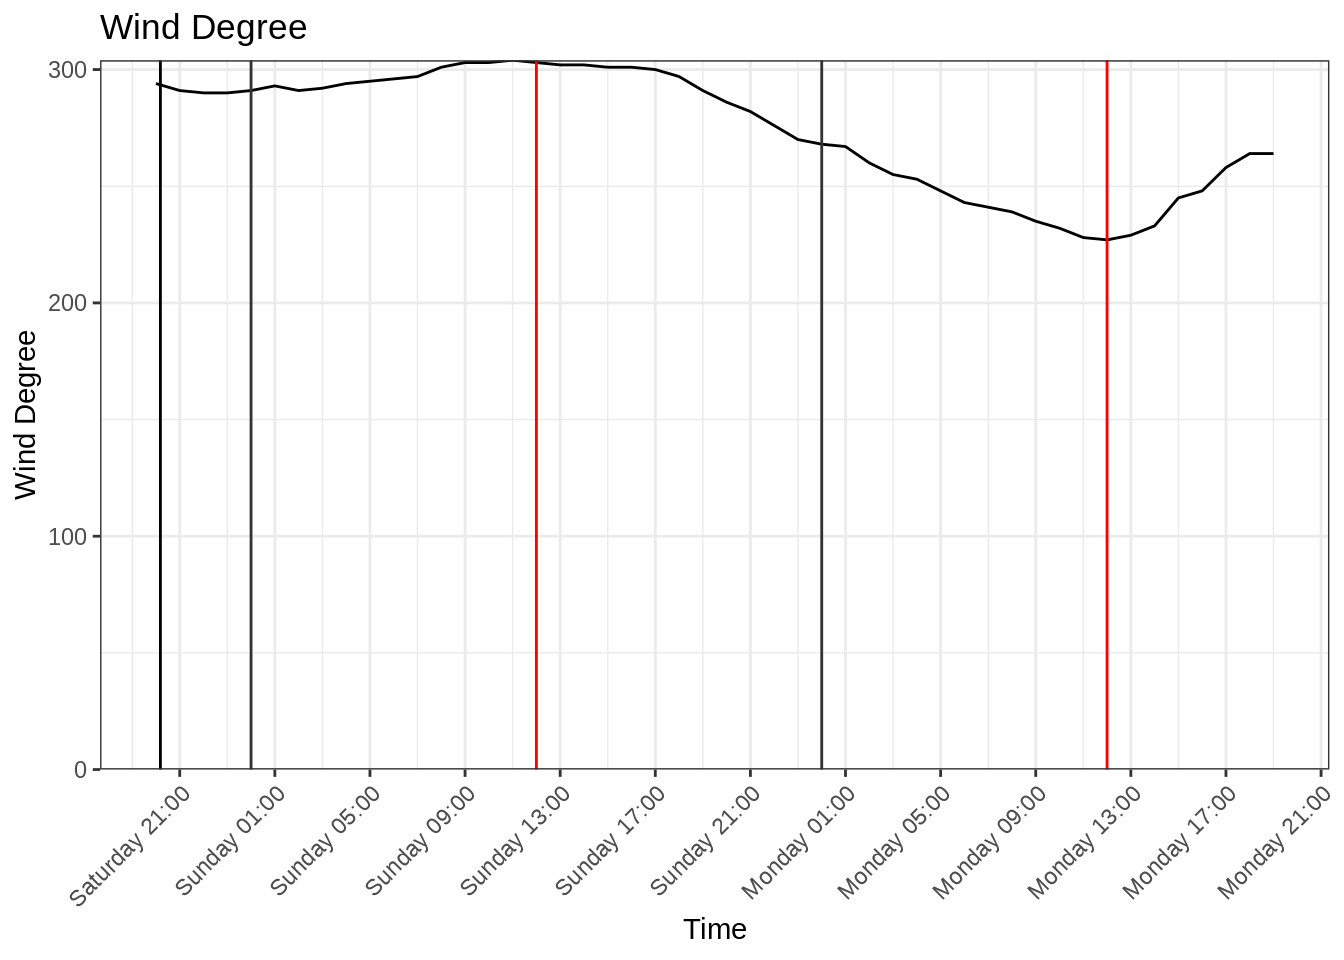 Wind Degree
300
200
100
0
Wind Degree
Saturday 21:00
Sunday 01:00
Sunday 05:00
Sunday 09:00
Sunday 13:00
Sunday 17:00
Sunday 21:00
Monday 01:00
Monday 05:00
Monday 09:00
Monday 13:00
Monday 17:00
Monday 21:00
Time